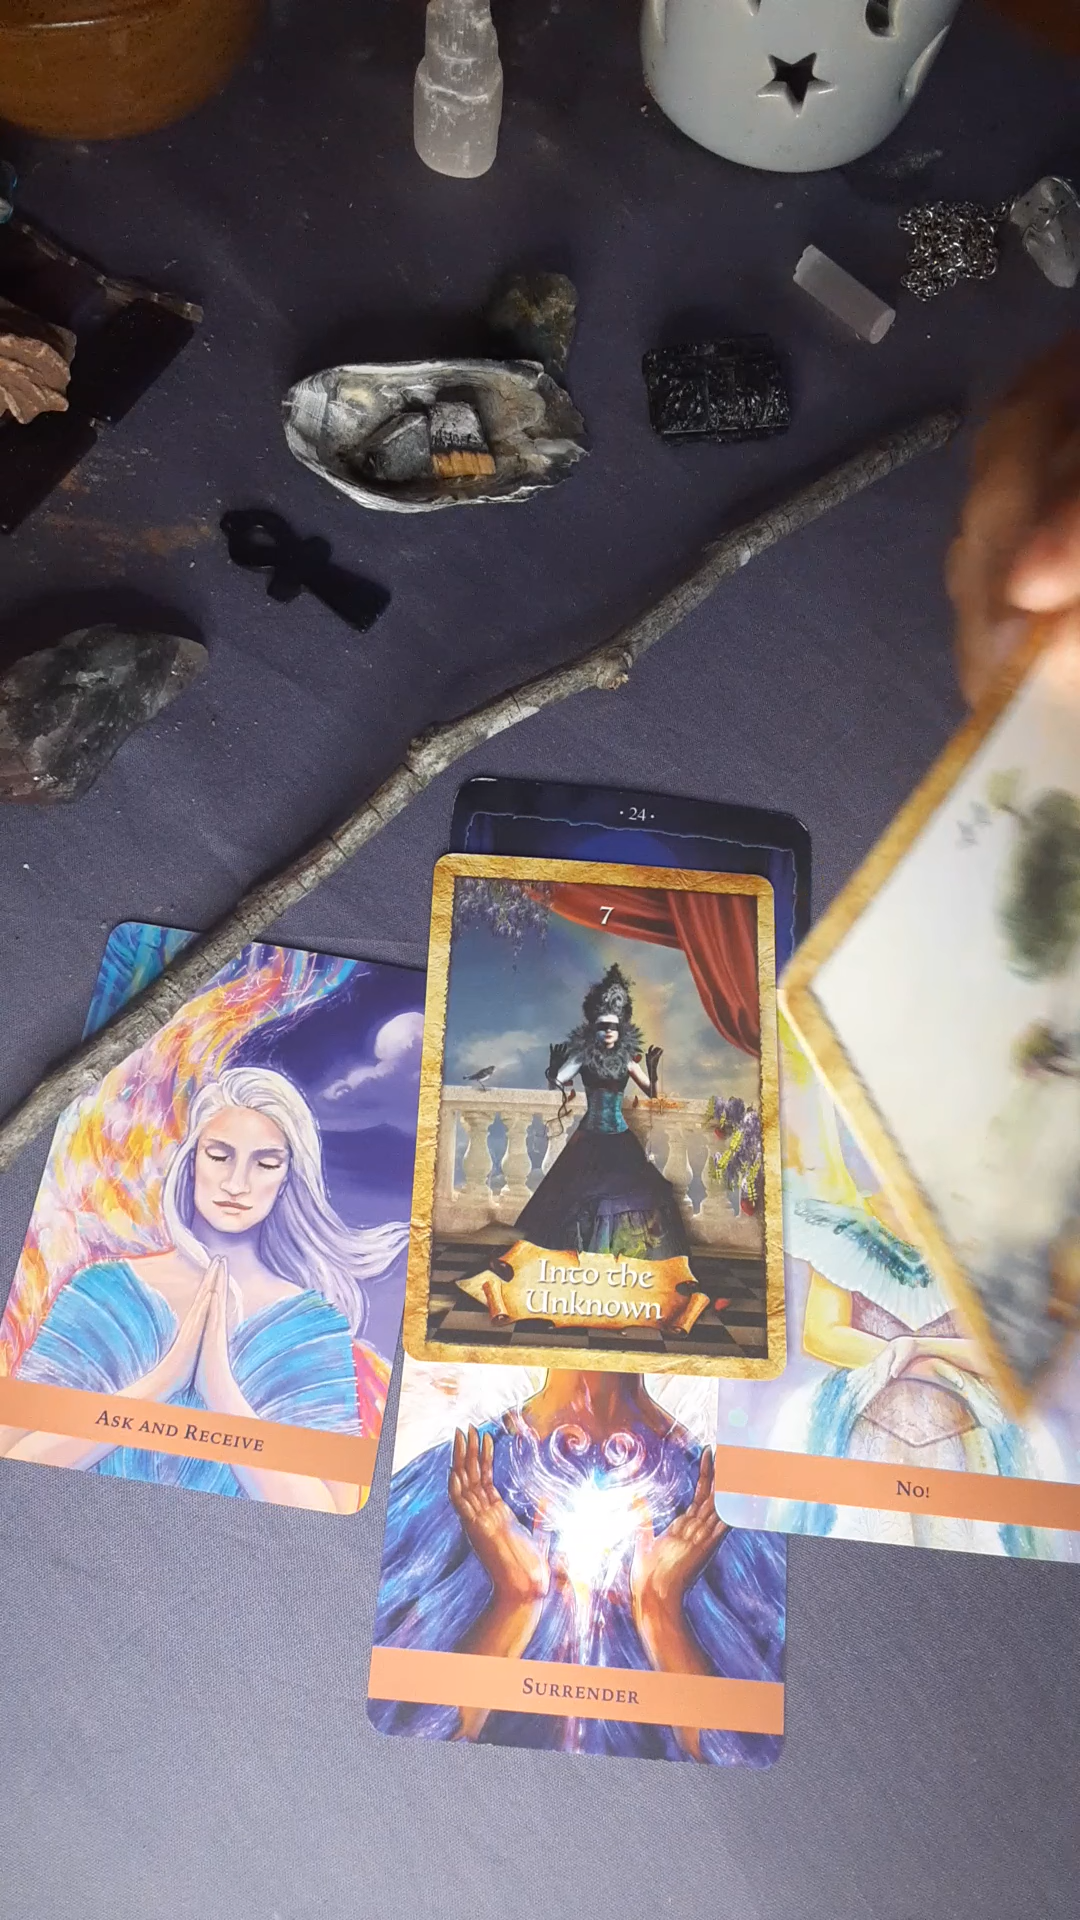 · 24 ·
7
Into the
Unknown
Ask and Receive
No!
Surrender